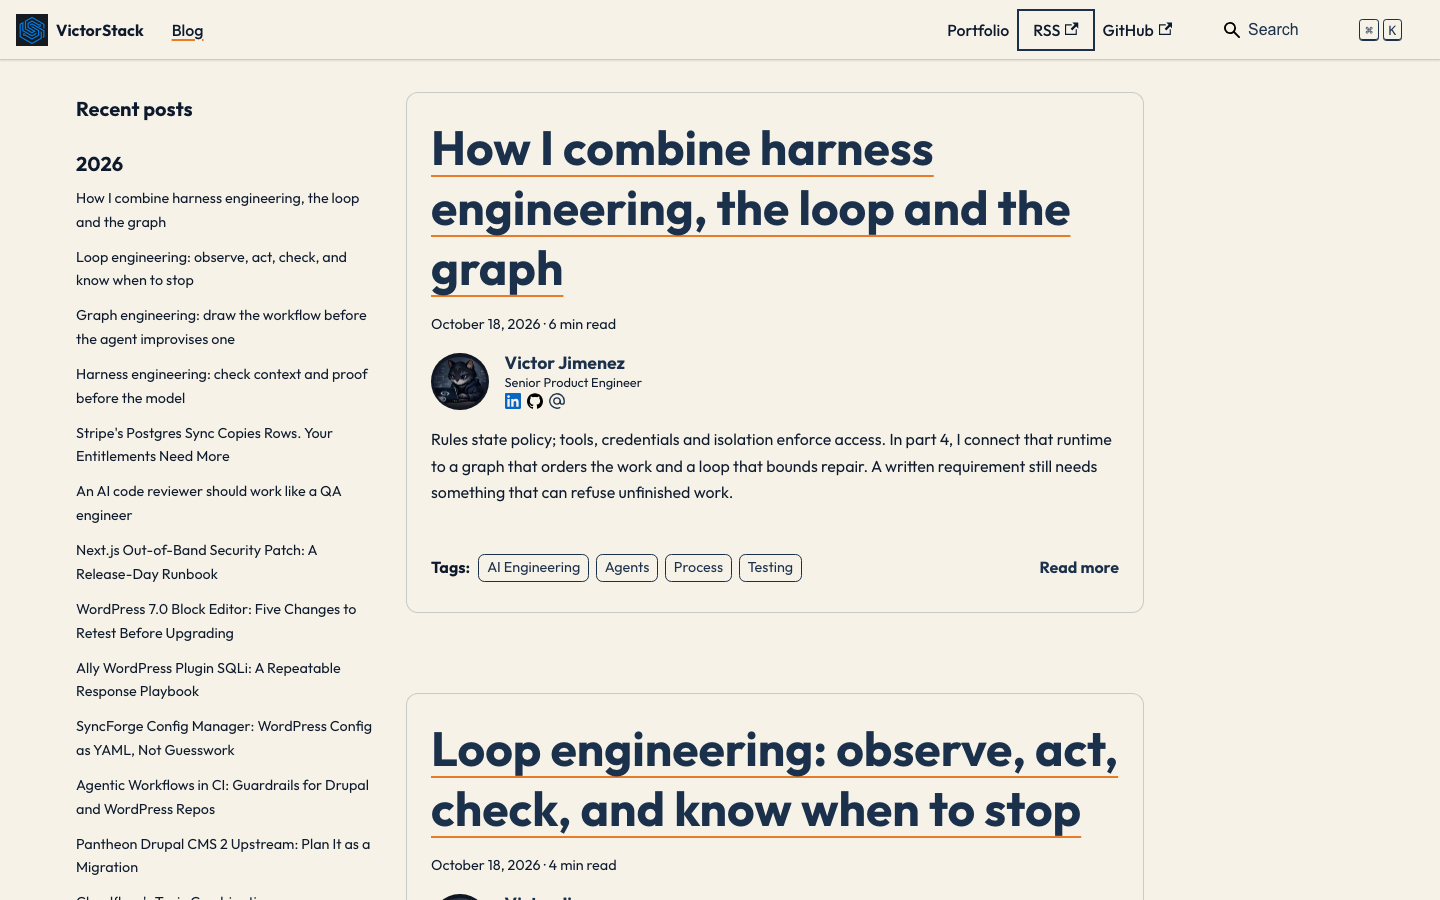 VictorStack
Blog
Portfolio
RSS
GitHub
Search
⌘ K
Recent posts
2026
How I combine harness engineering, the loop
and the graph
Loop engineering: observe, act, check, and
know when to stop
Graph engineering: draw the workflow before
the agent improvises one
Harness engineering: check context and proof
before the model
Stripe's Postgres Sync Copies Rows. Your
Entitlements Need More
An AI code reviewer should work like a QA
engineer
Next.js Out-of-Band Security Patch: A
Release-Day Runbook
WordPress 7.0 Block Editor: Five Changes to
Retest Before Upgrading
Ally WordPress Plugin SQLi: A Repeatable
Response Playbook
SyncForge Config Manager: WordPress Config
as YAML, Not Guesswork
Agentic Workflows in CI: Guardrails for Drupal
and WordPress Repos
Pantheon Drupal CMS 2 Upstream: Plan It as a
Migration
How I combine harness
engineering, the loop and the
graph
October 18, 2026 · 6 min read
Victor Jimenez
Senior Product Engineer
Rules state policy; tools, credentials and isolation enforce access. In part 4, I connect that runtime
to a graph that orders the work and a loop that bounds repair. A written requirement still needs
something that can refuse unfinished work.
Tags: AI Engineering Agents Process Testing
Read more
Loop engineering: observe, act,
check, and know when to stop
October 18, 2026 · 4 min read